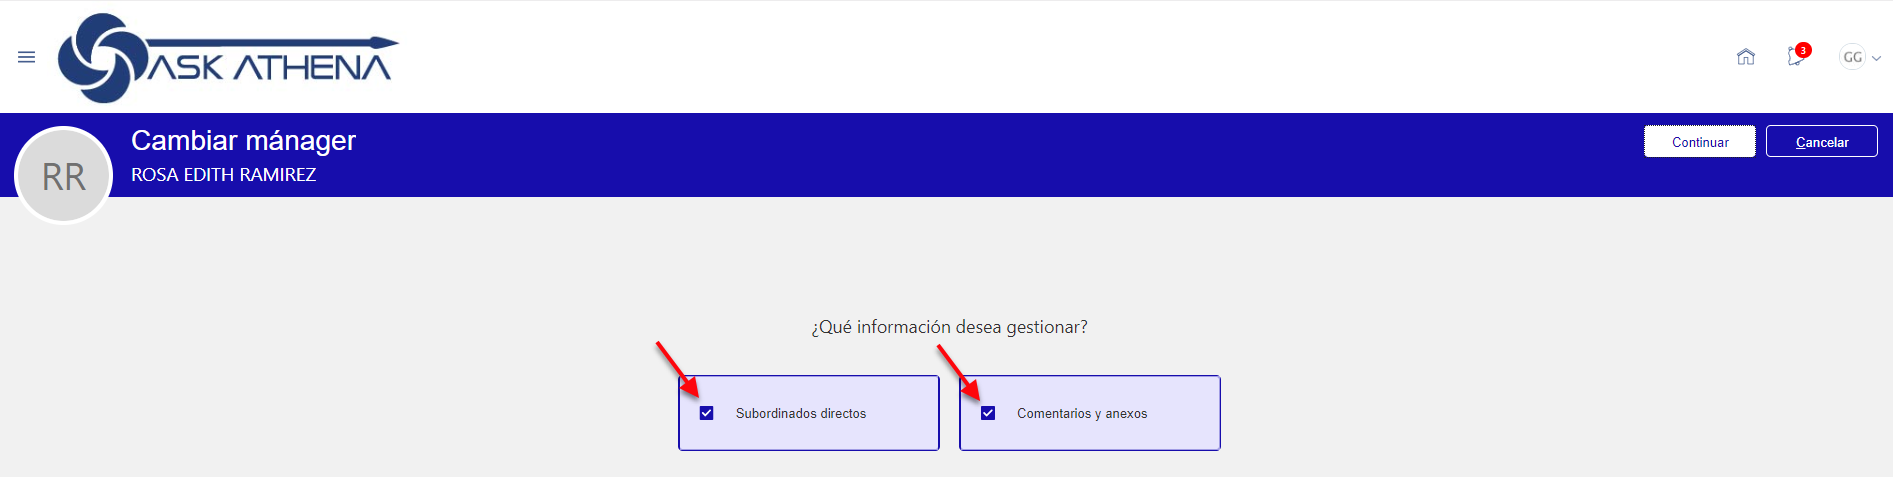 ASK ATHENA
3
GG
Cambiar mánager
ROSA EDITH RAMIREZ
RR
Continuar
Cancelar
¿Qué información desea gestionar?
Subordinados directos
Comentarios y anexos